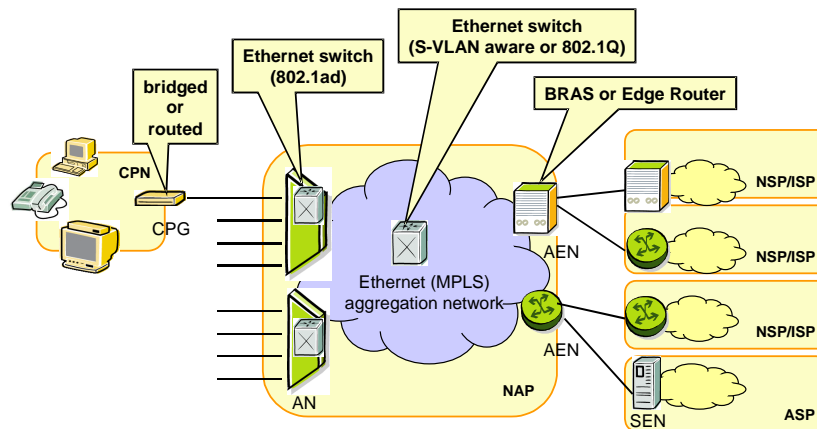 Ethernet switch
(S-VLAN aware or 802.1Q)
Ethernet switch
(802.1ad)
bridged
or
routed
BRAS or Edge Router
CPN
CPG
NSP/ISP
AEN
NSP/ISP
Ethernet (MPLS)
aggregation network
NSP/ISP
AEN
AN
NAP
SEN
ASP